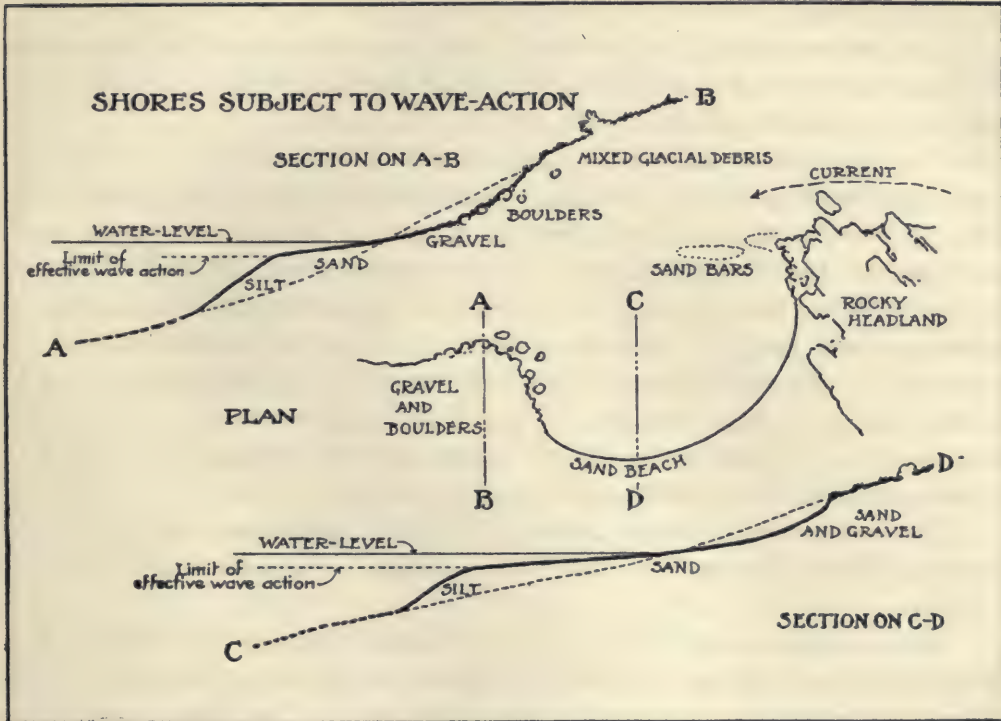 SHORES SUBJECT TO WAVE-ACTION
B
SECTION ON A-B
MIXED GLACIAL DEBRIS
CURRENT
BOULDERS
WATER-LEVEL
GRAVEL
Limit of
effective wave action
SAND
SAND BARS
SILT
A
A
C
ROCKY
HEADLAND
GRAVEL
AND
BOULDERS
PLAN
SAND BEACH
B
D
D
SAND
AND GRAVEL
WATER-LEVEL
Limit of
effective wave action
SAND
SILT
SECTION ON C-D
C